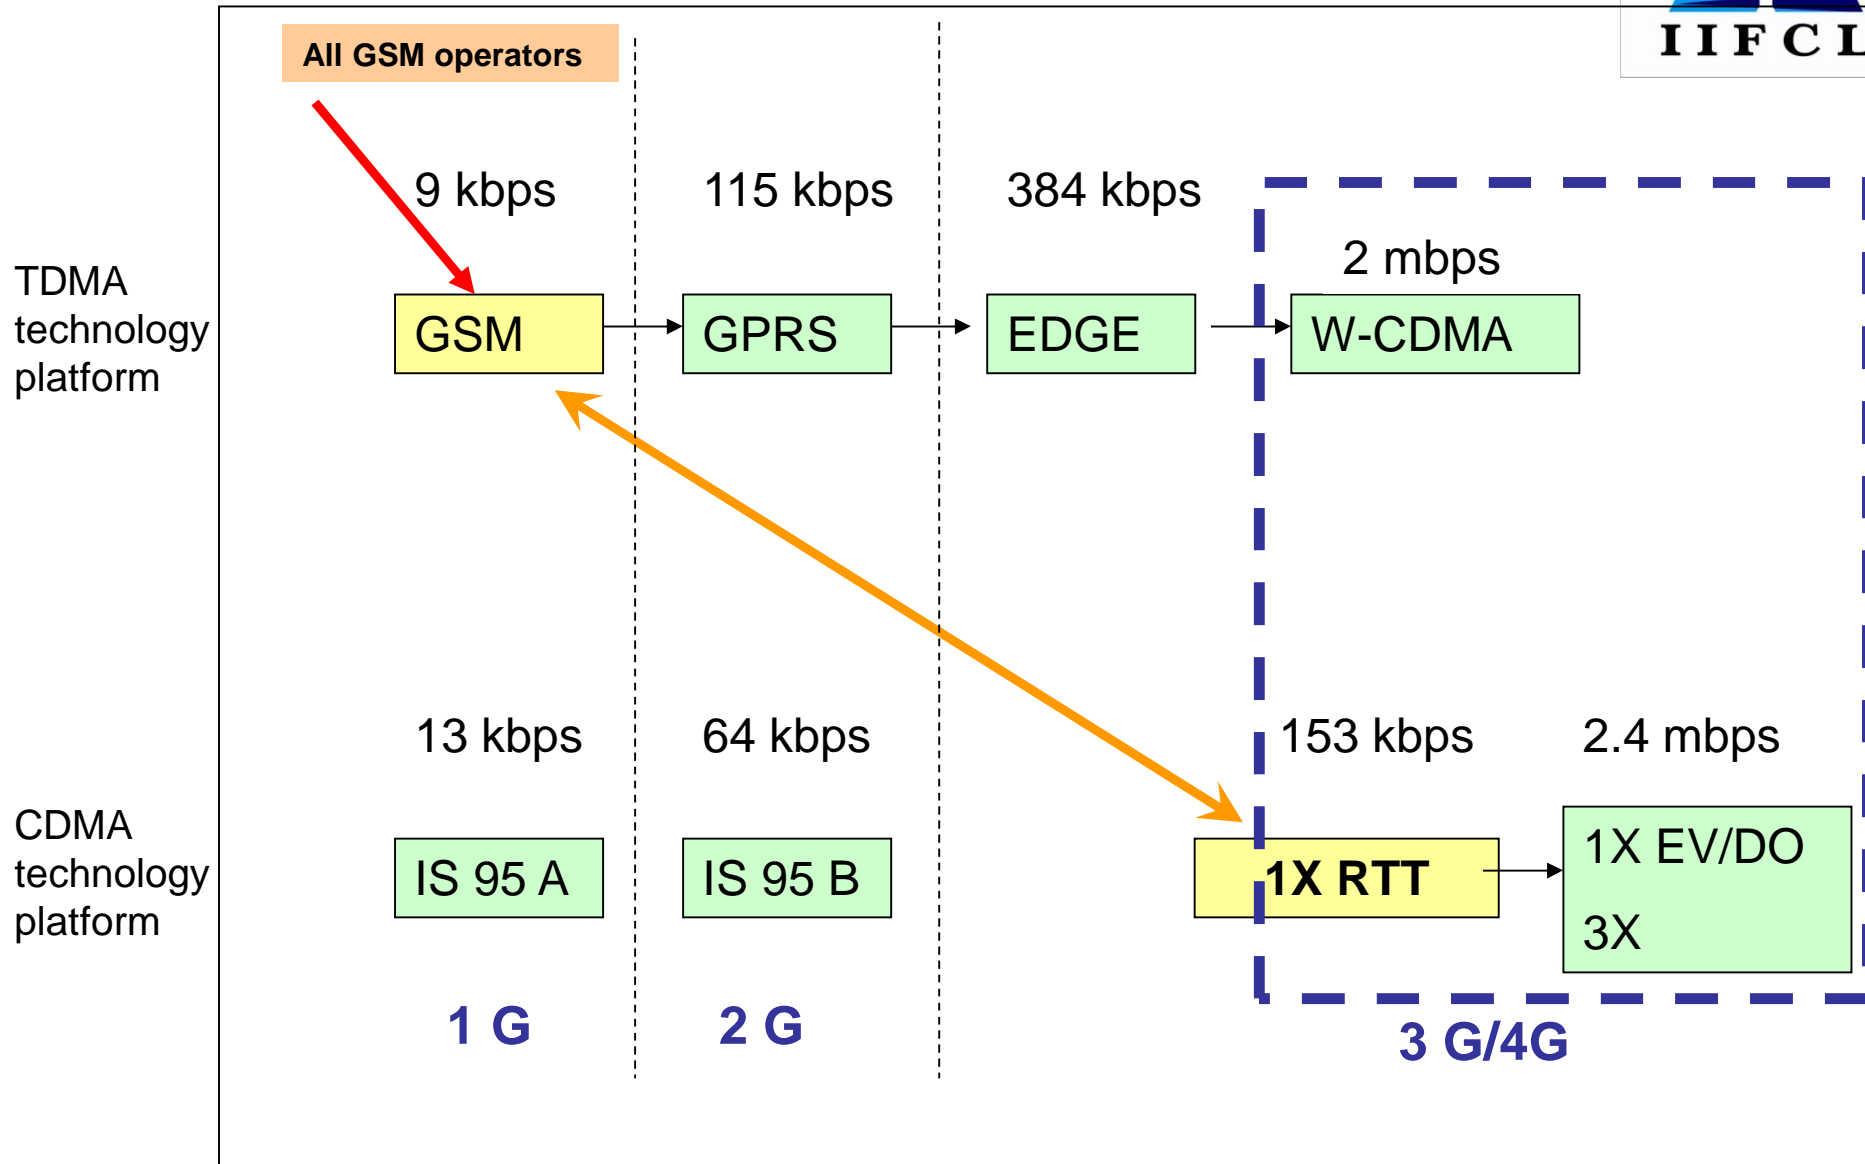 IIFCL
All GSM operators
9 kbps
115 kbps
384 kbps
2 mbps
TDMA
technology
platform
GSM
GPRS
EDGE
W-CDMA
13 kbps
64 kbps
153 kbps
2.4 mbps
CDMA
technology
platform
IS 95 A
IS 95 B
1X RTT
1X EV/DO
3X
1 G
2 G
3 G/4G